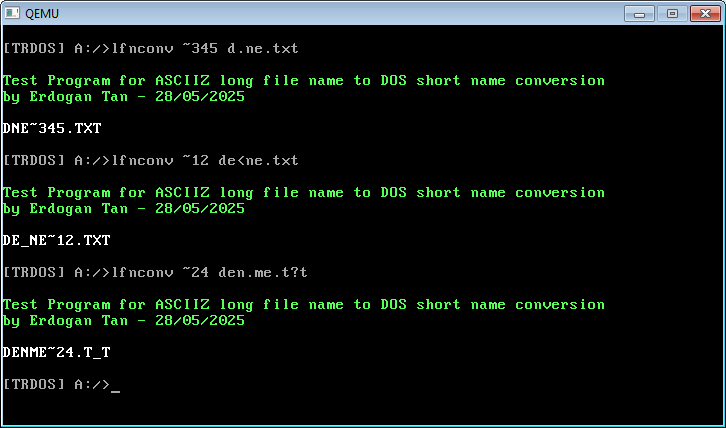 QEMU
[TRDOS] A:/>lfnconv ~345 d.ne.txt
Test Program for ASCIIZ long file name to DOS short name conversion
by Erdogan Tan - 28/05/2025
DNE~345.TXT
[TRDOS] A:/>lfnconv ~12 de<ne.txt
Test Program for ASCIIZ long file name to DOS short name conversion
by Erdogan Tan - 28/05/2025
DE_NE~12.TXT
[TRDOS] A:/>lfnconv ~24 den.me.t?t
Test Program for ASCIIZ long file name to DOS short name conversion
by Erdogan Tan - 28/05/2025
DENME~24.T_T
[TRDOS] A:/>_